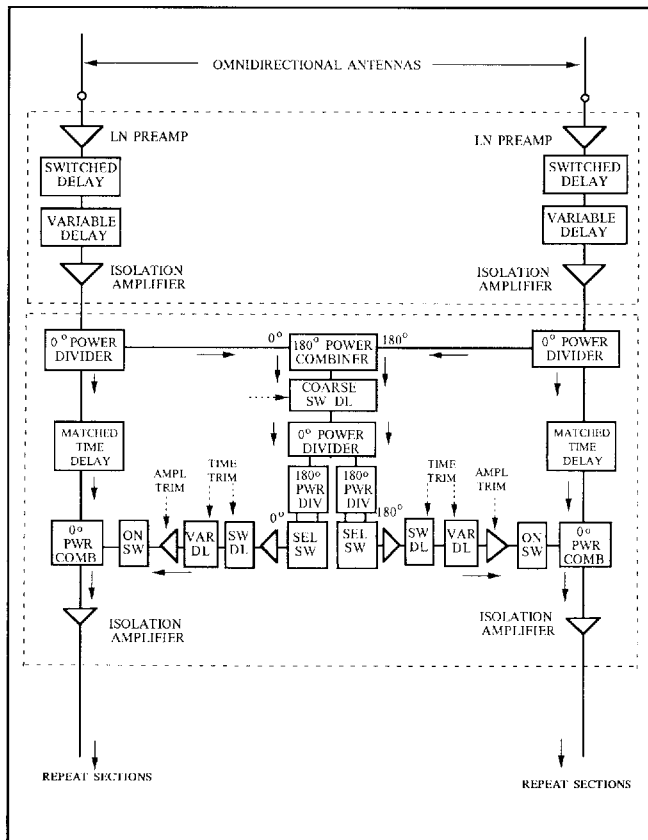 OMNIDIRECTIONAL ANTENNAS
LN PREAMP
LN PREAMP
SWITCHED
DELAY
SWITCHED
DELAY
VARIABLE
DELAY
VARIABLE
DELAY
ISOLATION
AMPLIFIER
ISOLATION
AMPLIFIER
0° POWER
DIVIDER
0°
180° POWER
COMBINER
180°
0° POWER
DIVIDER
COARSE
SW DL
0° POWER
DIVIDER
MATCHED
TIME
DELAY
MATCHED
TIME
DELAY
AMPL
TRIM
TIME
TRIM
180°
PWR
DIV
180°
PWR
DIV
TIME
TRIM
AMPL
TRIM
0°
PWR
COMB
ON
SW
VAR
DL
SW
DL
0°
SEL
SW
SEL
SW
180°
SW
DL
VAR
DL
ON
SW
0°
PWR
COMB
ISOLATION
AMPLIFIER
ISOLATION
AMPLIFIER
REPEAT SECTIONS
REPEAT SECTIONS